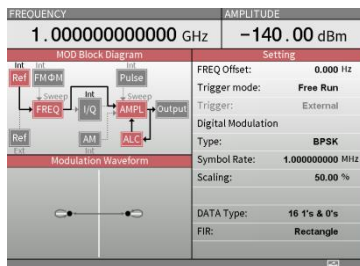 FREQUENCY
AMPLITUDE
1.000000000000 GHz
−140.00 dBm
MOD Block Diagram
Int
Int
Ref
FMΦM
Pulse
Sweep
Int
Sweep
FREQ
I/Q
AMPL
Output
Ref
AM
ALC
Ext
Int
Modulation Waveform
Setting
FREQ Offset: 0.000 Hz
Trigger mode: Free Run
Trigger: External
Digital Modulation
Type: BPSK
Symbol Rate: 1.000000000 MHz
Scaling: 50.00 %
DATA Type: 16 1's & 0's
FIR: Rectangle